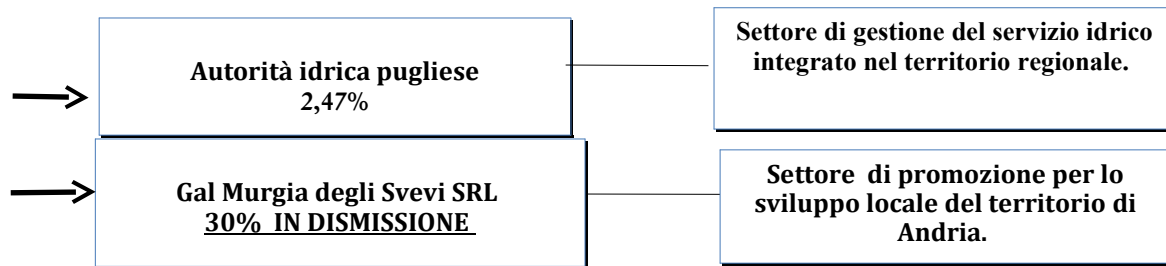 Autorità idrica pugliese
2,47%
Settore di gestione del servizio idrico
integrato nel territorio regionale.
Gal Murgia degli Svevi SRL
30% IN DISMISSIONE
Settore di promozione per lo
sviluppo locale del territorio di
Andria.